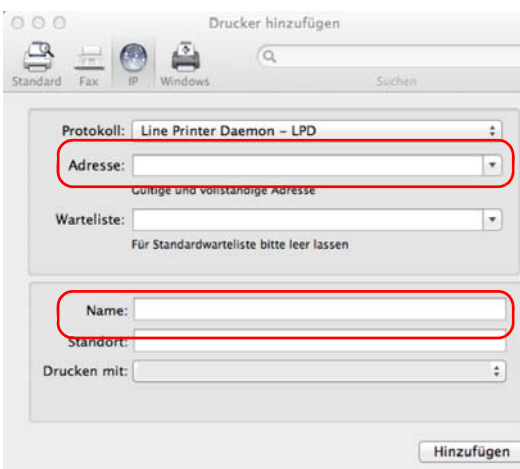 Drucker hinzufügen
Standard Fax IP Windows Suchen
Protokoll: Line Printer Daemon – LPD
Adresse:
Gültige und vollständige Adresse
Warteliste:
Für Standardwarteliste bitte leer lassen
Name:
Standort:
Drucken mit:
Hinzufügen